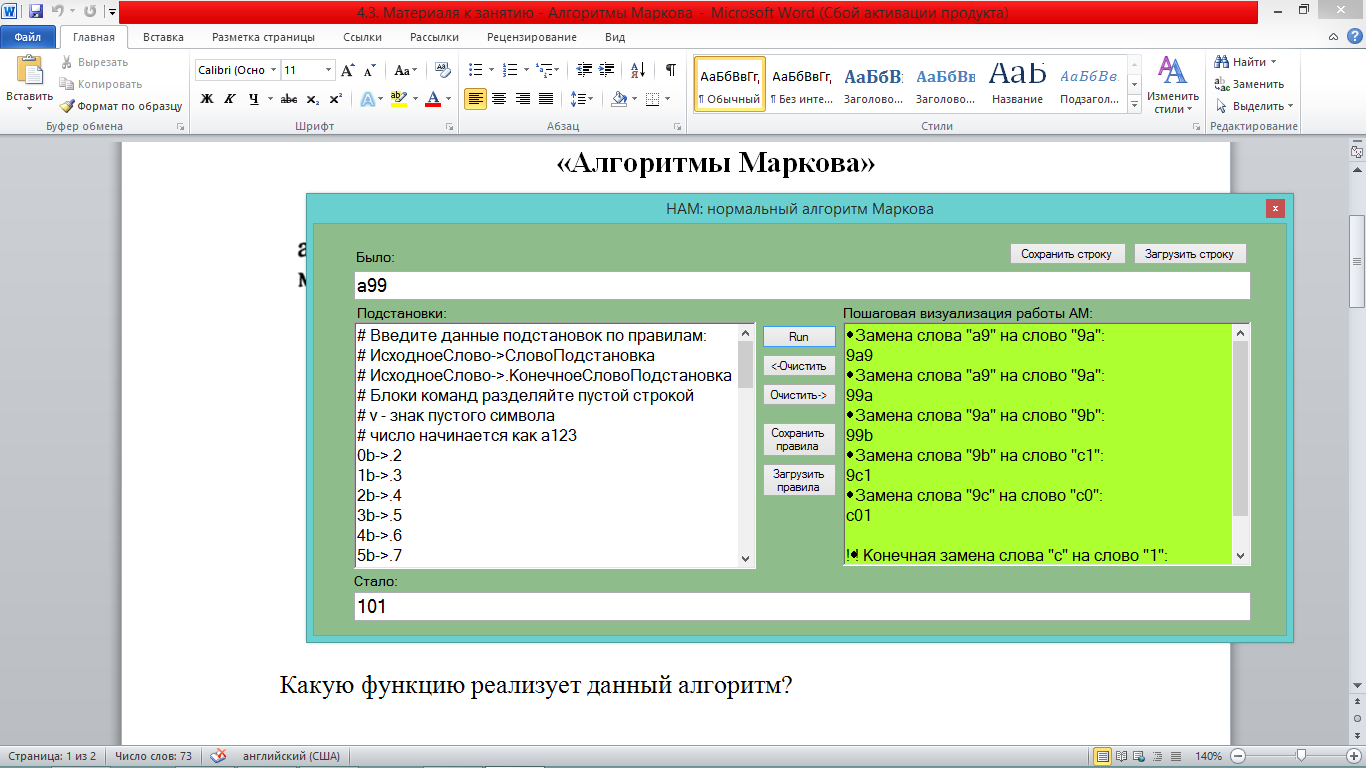 4.3. Материаля к занятию - Алгоритмы Маркова - Microsoft Word (Сбой активации продукта)
Файл Главная Вставка Разметка страницы Ссылки Рассылки Рецензирование Вид
Вставить
Вырезать
Копировать
Формат по образцу
Буфер обмена
Calibri (Осно 11
Ж К Ч abc x₂ x²
Шрифт
Абзац
АаБбВвГг, АаБбВвГг, АаБбВ АаБбВв АаБ АаБбВв.
¶ Обычный ¶ Без инте... Заголово... Заголово... Название Подзагол...
Стили
Изменить
стили
Найти
Заменить
Выделить
Редактирование
«Алгоритмы Маркова»
НАМ: нормальный алгоритм Маркова
Было:
Сохранить строку Загрузить строку
a99
Подстановки:
# Введите данные подстановок по правилам:
# ИсходноеСлово->СловоПодстановка
# ИсходноеСлово->.КонечноеСловоПодстановка
# Блоки команд разделяйте пустой строкой
# v - знак пустого символа
# число начинается как a123
0b->.2
1b->.3
2b->.4
3b->.5
4b->.6
5b->.7
Run
<-Очистить
Очистить->
Сохранить
правила
Загрузить
правила
Пошаговая визуализация работы АМ:
•Замена слова "a9" на слово "9a":
9a9
•Замена слова "a9" на слово "9a":
99a
•Замена слова "9a" на слово "9b":
99b
•Замена слова "9b" на слово "c1":
9c1
•Замена слова "9c" на слово "c0":
c01
!•! Конечная замена слова "c" на слово "1":
Стало:
101
Какую функцию реализует данный алгоритм?
Страница: 1 из 2 Число слов: 73 английский (США) 140%